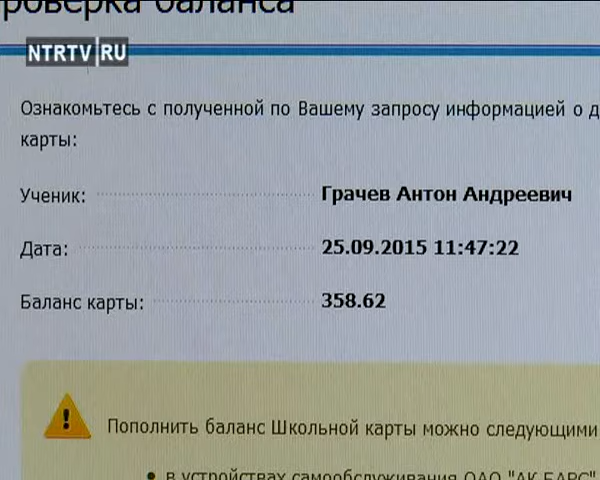 проверка баланса
NTRTV RU
Ознакомьтесь с полученной по Вашему запросу информацией о д
карты:
Ученик: Грачев Антон Андреевич
Дата: 25.09.2015 11:47:22
Баланс карты: 358.62
Пополнить баланс Школьной карты можно следующими
• в устройствах самообслуживания ОАО "АК БАРС"